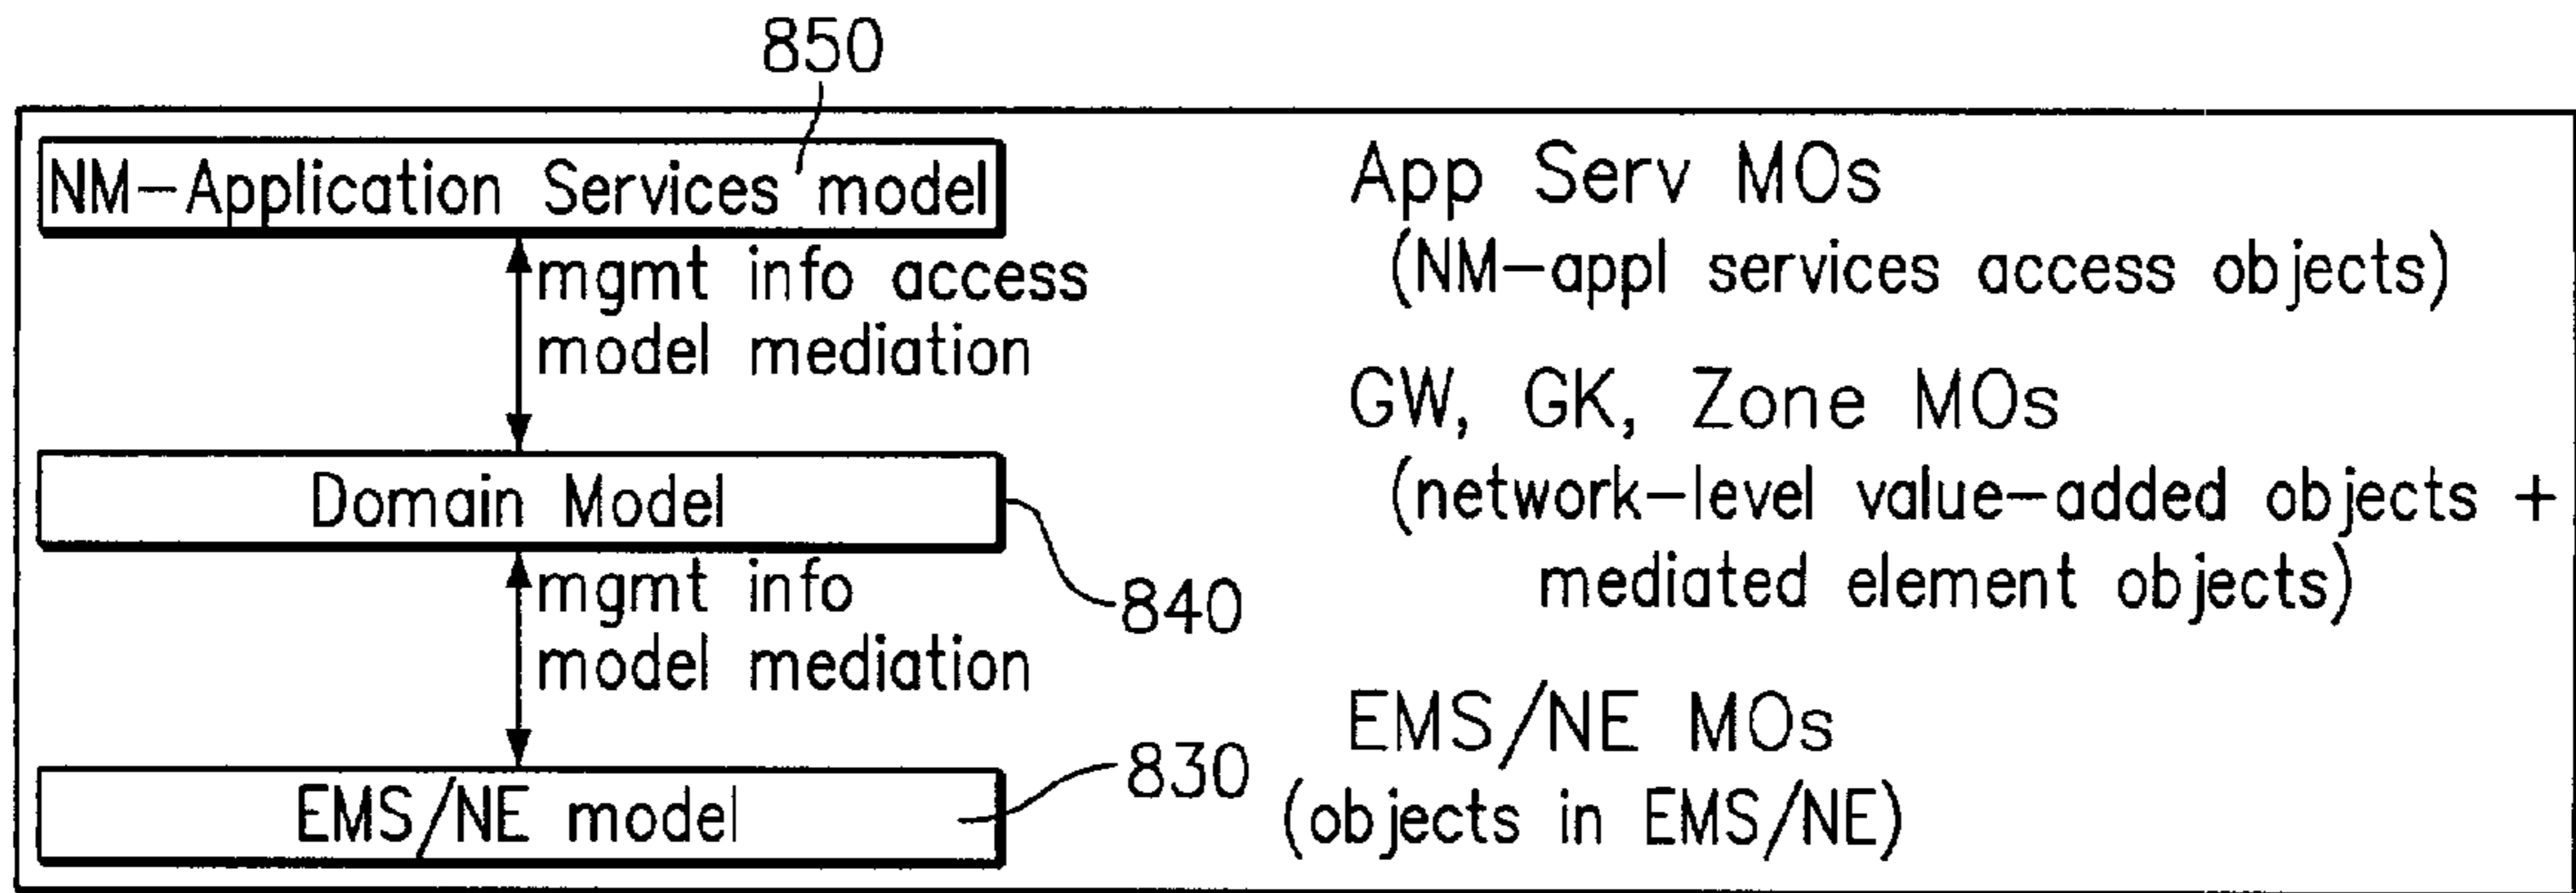 850
NM-Application Services model
App Serv MOs
(NM-appl services access objects)
mgmt info access
model mediation
GW, GK, Zone MOs
(network-level value-added objects +
mediated element objects)
Domain Model
840
mgmt info
model mediation
EMS/NE MOs
(objects in EMS/NE)
830
EMS/NE model